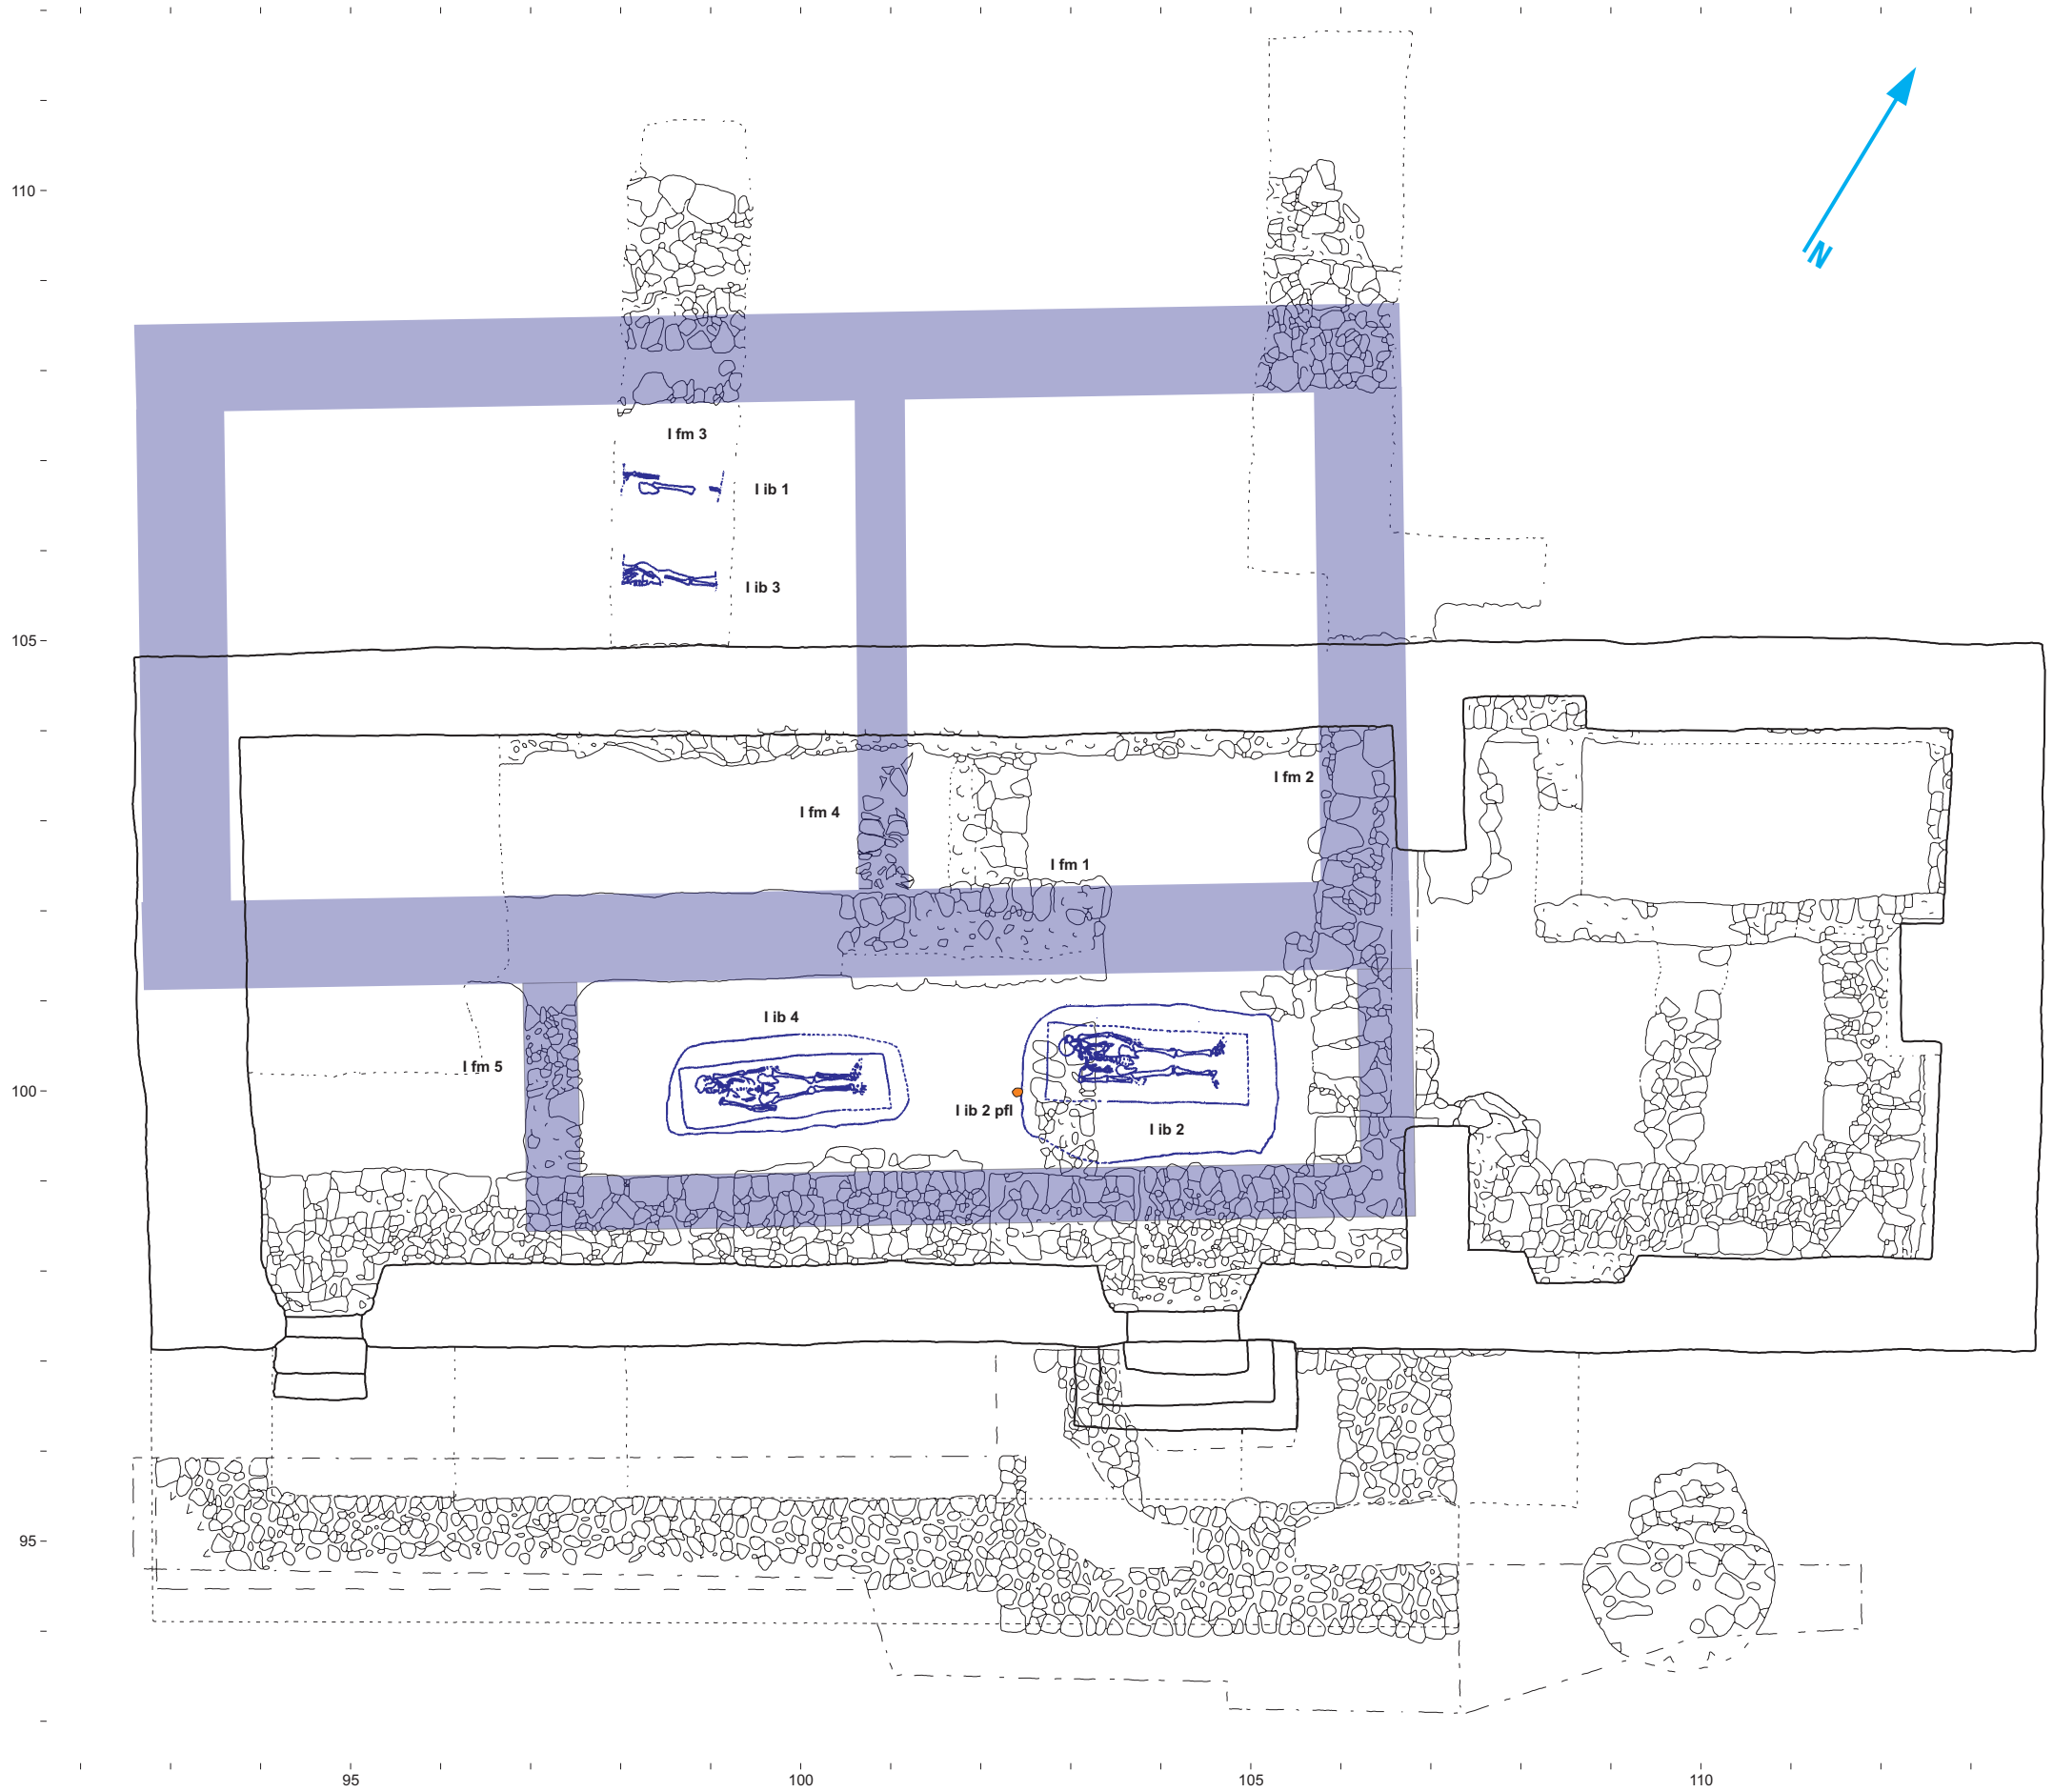 N
110
I fm 3
I ib 1
I ib 3
105
I fm 2
I fm 4
I fm 1
I ib 4
I fm 5
100
I ib 2 pfl
I ib 2
95
95
100
105
110